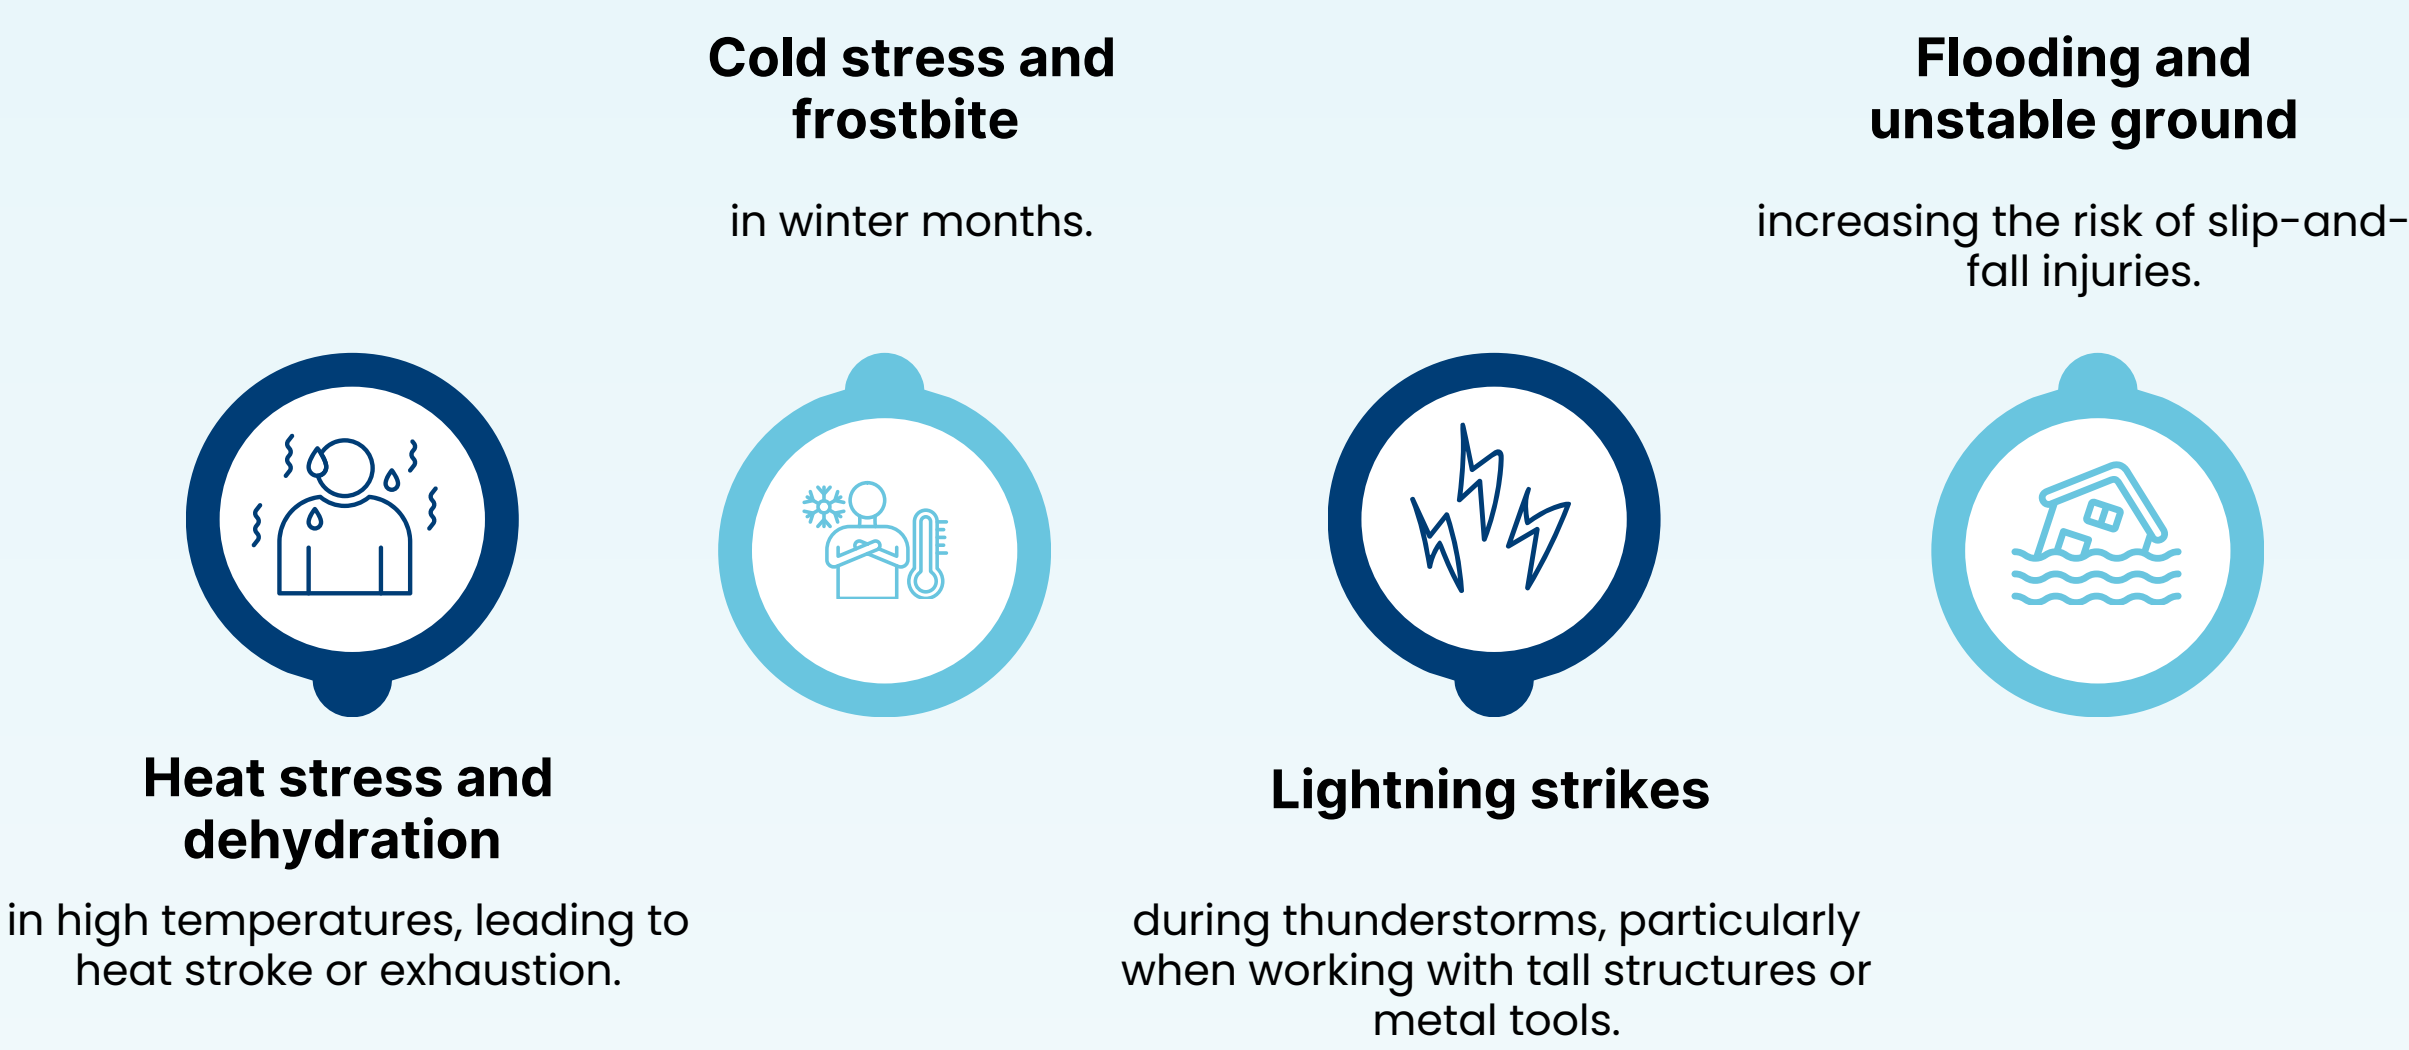 Heat stress and
dehydration
in high temperatures, leading to
heat stroke or exhaustion.
Cold stress and
frostbite
in winter months.
Lightning strikes
during thunderstorms, particularly
when working with tall structures or
metal tools.
Flooding and
unstable ground
increasing the risk of slip-and-
fall injuries.